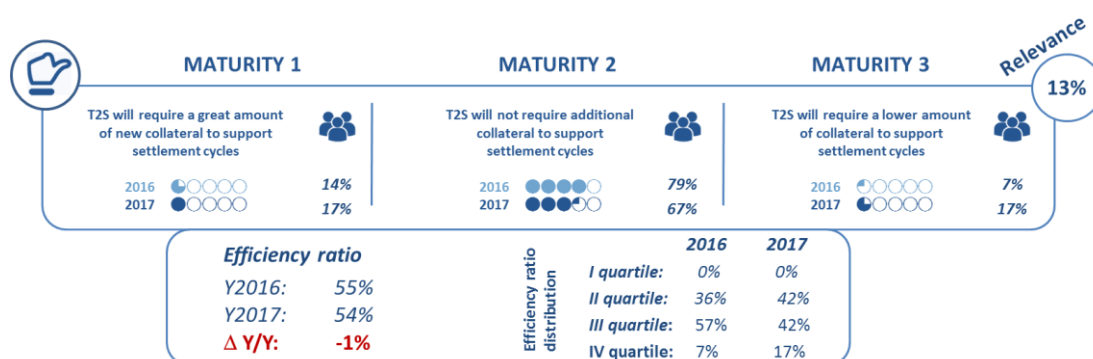 Relevance
13%
MATURITY 1
T2S will require a great amount
of new collateral to support
settlement cycles
2016 14%
2017 17%
MATURITY 2
T2S will not require additional
collateral to support
settlement cycles
2016 79%
2017 67%
MATURITY 3
T2S will require a lower amount
of collateral to support
settlement cycles
2016 7%
2017 17%
Efficiency ratio
Y2016: 55%
Y2017: 54%
Δ Y/Y: -1%
Efficiency ratio
distribution
2016 2017
I quartile: 0% 0%
II quartile: 36% 42%
III quartile: 57% 42%
IV quartile: 7% 17%